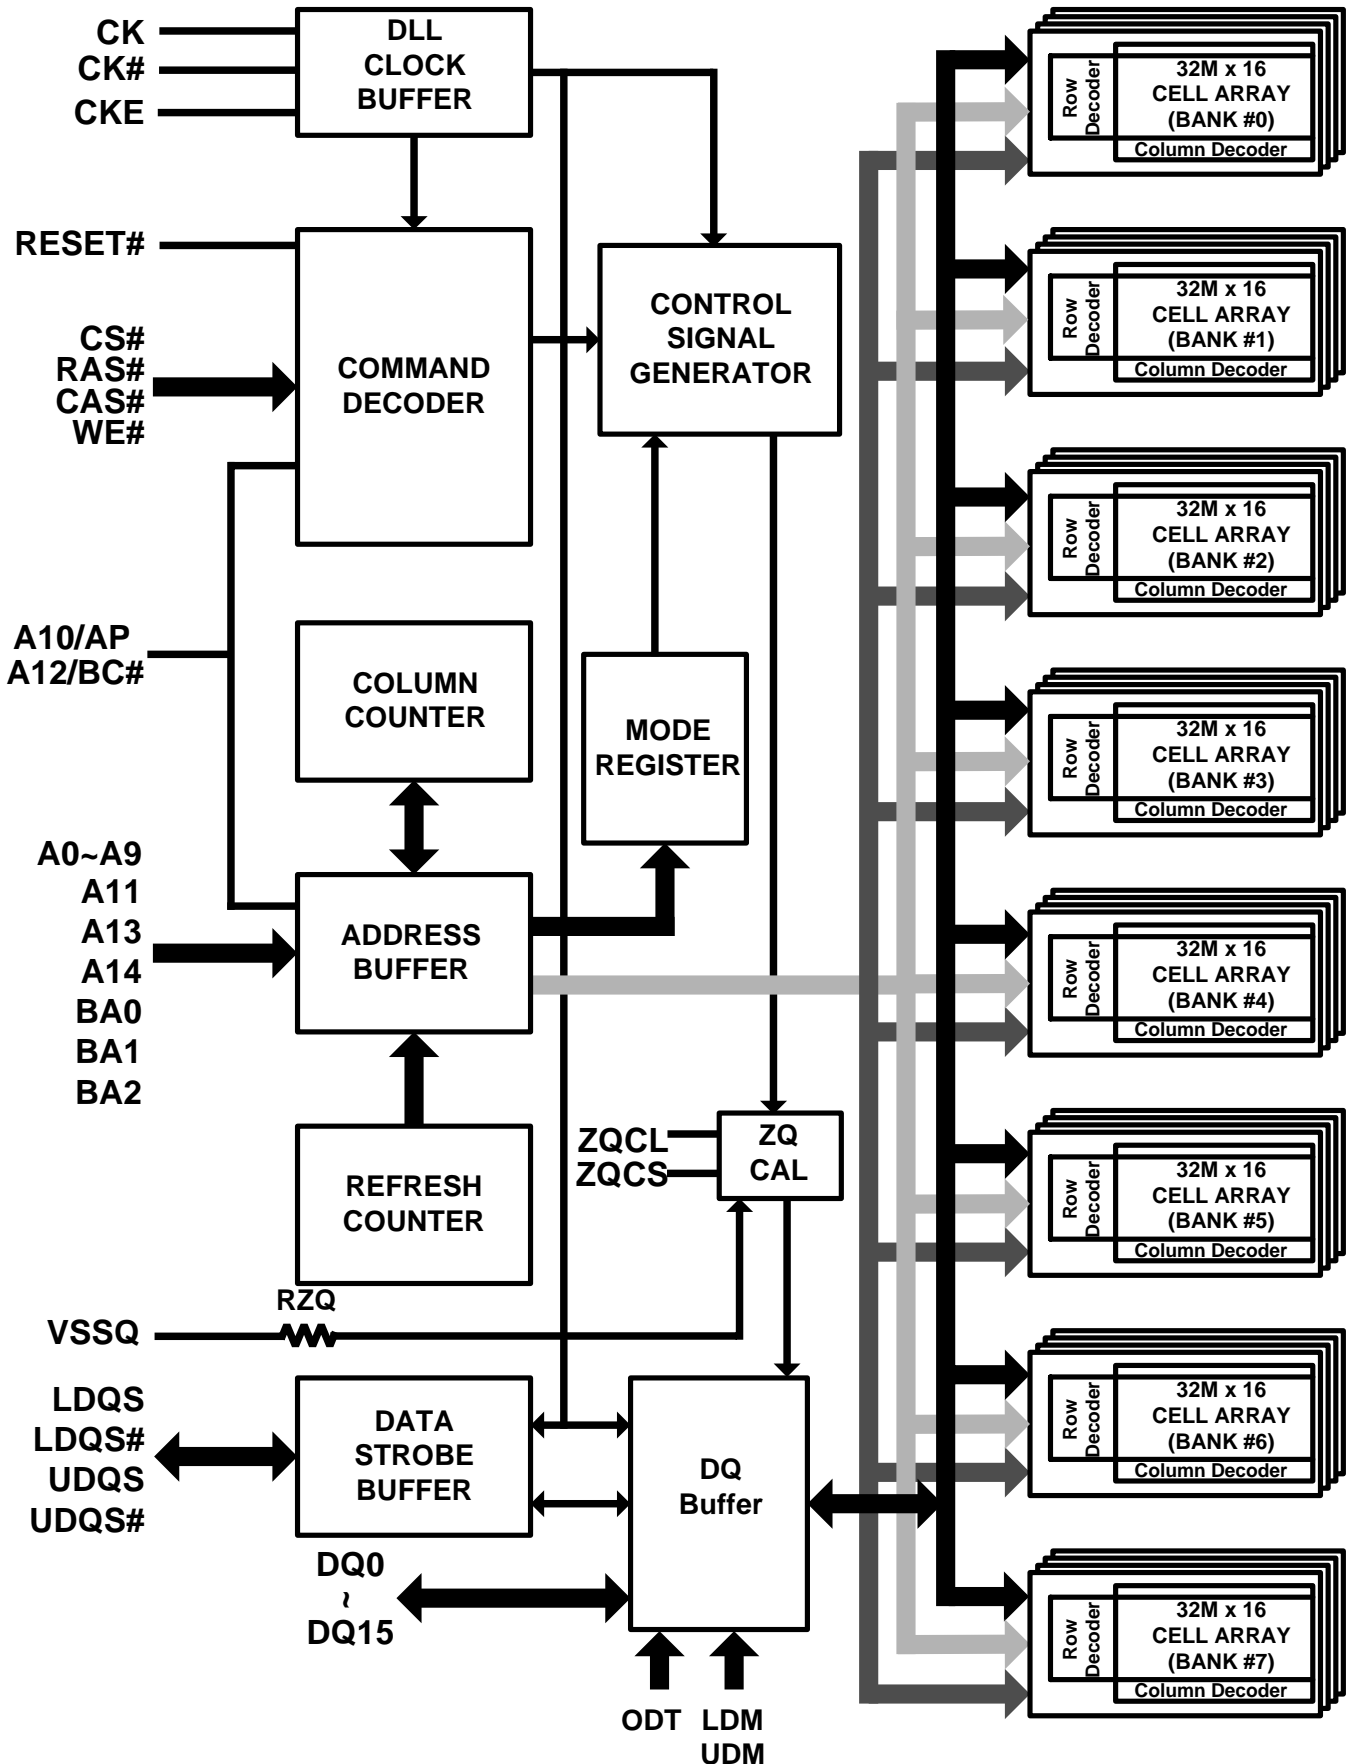 CK
CK#
CKE
DLL
CLOCK
BUFFER
RESET#
CS#
RAS#
CAS#
WE#
COMMAND
DECODER
CONTROL
SIGNAL
GENERATOR
A10/AP
A12/BC#
COLUMN
COUNTER
MODE
REGISTER
A0~A9
A11
A13
A14
BA0
BA1
BA2
ADDRESS
BUFFER
REFRESH
COUNTER
ZQCL
ZQCS
ZQ
CAL
RZQ
VSSQ
LDQS
LDQS#
UDQS
UDQS#
DATA
STROBE
BUFFER
DQ
Buffer
DQ0
~
DQ15
ODT
LDM
UDM
Row
Decoder
32M x 16
CELL ARRAY
(BANK #0)
Column Decoder
Row
Decoder
32M x 16
CELL ARRAY
(BANK #1)
Column Decoder
Row
Decoder
32M x 16
CELL ARRAY
(BANK #2)
Column Decoder
Row
Decoder
32M x 16
CELL ARRAY
(BANK #3)
Column Decoder
Row
Decoder
32M x 16
CELL ARRAY
(BANK #4)
Column Decoder
Row
Decoder
32M x 16
CELL ARRAY
(BANK #5)
Column Decoder
Row
Decoder
32M x 16
CELL ARRAY
(BANK #6)
Column Decoder
Row
Decoder
32M x 16
CELL ARRAY
(BANK #7)
Column Decoder